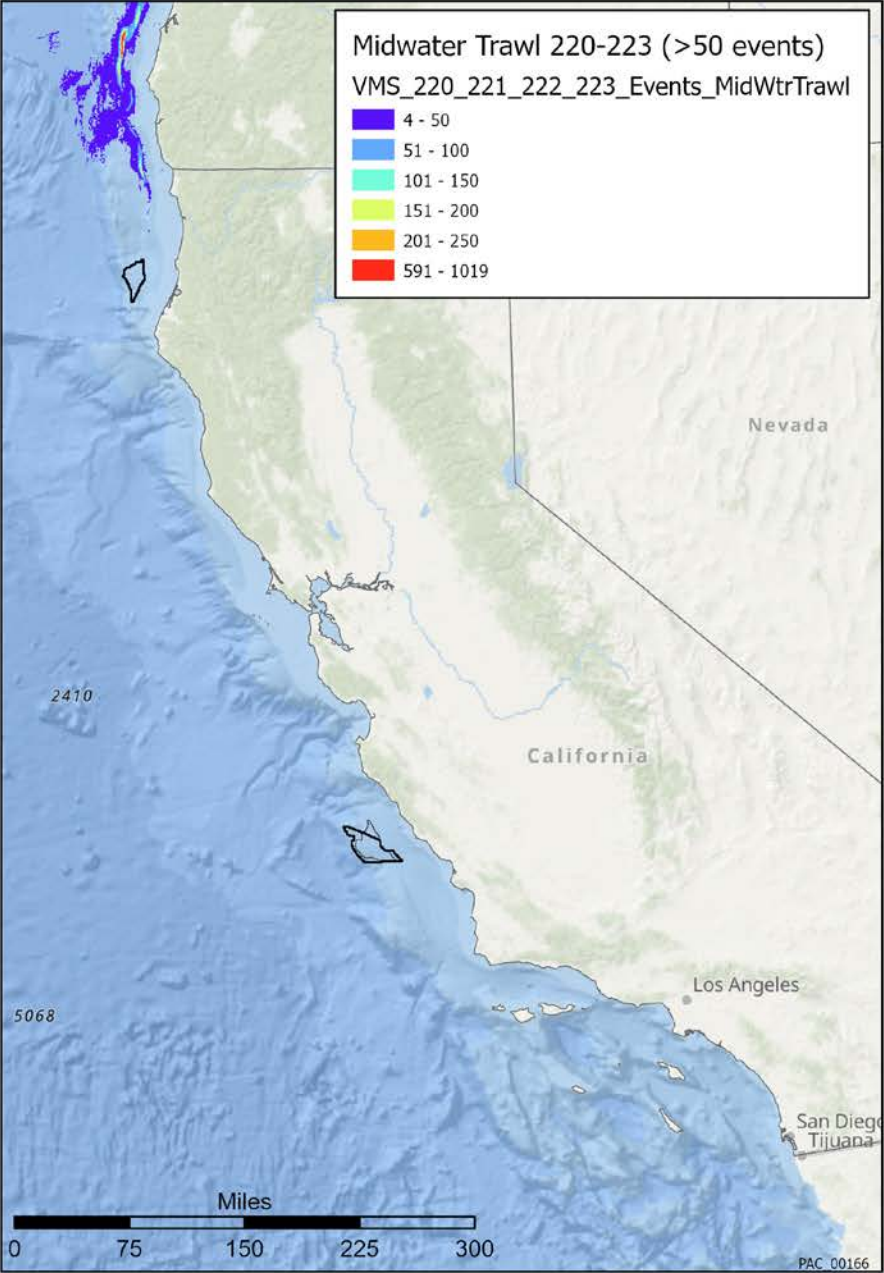 Midwater Trawl 220-223 (>50 events)
VMS_220_221_222_223_Events_MidWtrTrawl
4 - 50
51 - 100
101 - 150
151 - 200
201 - 250
591 - 1019
Nevada
2410
California
Los Angeles
5068
San Diego
Tijuana
Miles
0 75 150 225 300
PAC_00166